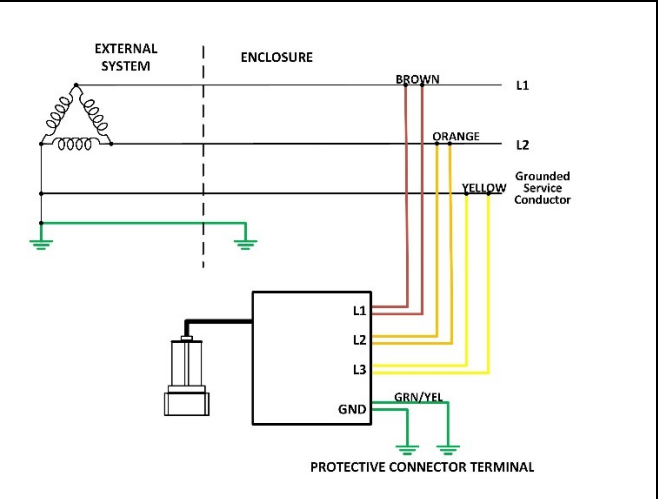 EXTERNAL
SYSTEM
ENCLOSURE
BROWN
L1
ORANGE
L2
YELLOW
Grounded
Service
Conductor
L1
L2
L3
GND
GRN/YEL
PROTECTIVE CONNECTOR TERMINAL